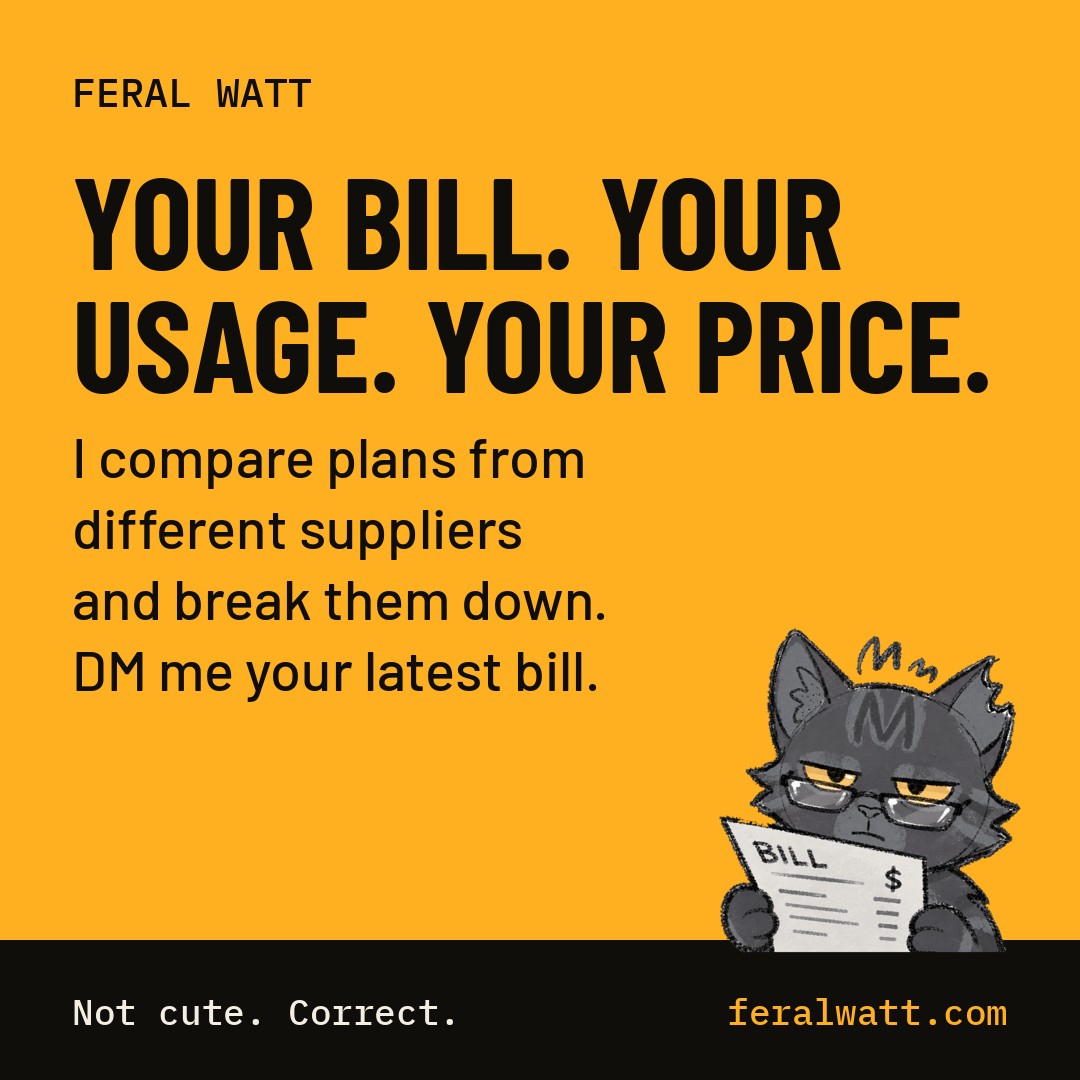 FERAL WATT
YOUR BILL. YOUR
USAGE. YOUR PRICE.
I compare plans from
different suppliers
and break them down.
DM me your latest bill.
M
BILL
$
Not cute. Correct.
feralwatt.com